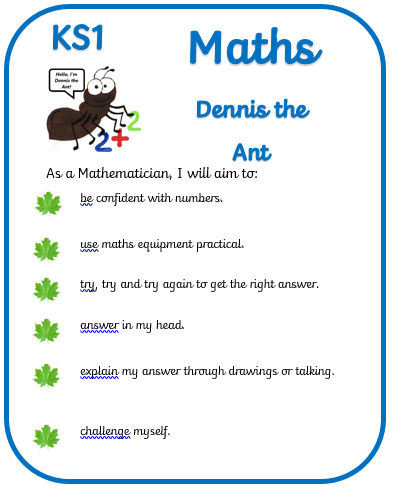 KS1
Maths
Hello, I'm
Dennis the
Ant!
2+2
Dennis the
Ant
As a Mathematician, I will aim to:
be confident with numbers.
use maths equipment practical.
try, try and try again to get the right answer.
answer in my head.
explain my answer through drawings or talking.
challenge myself.